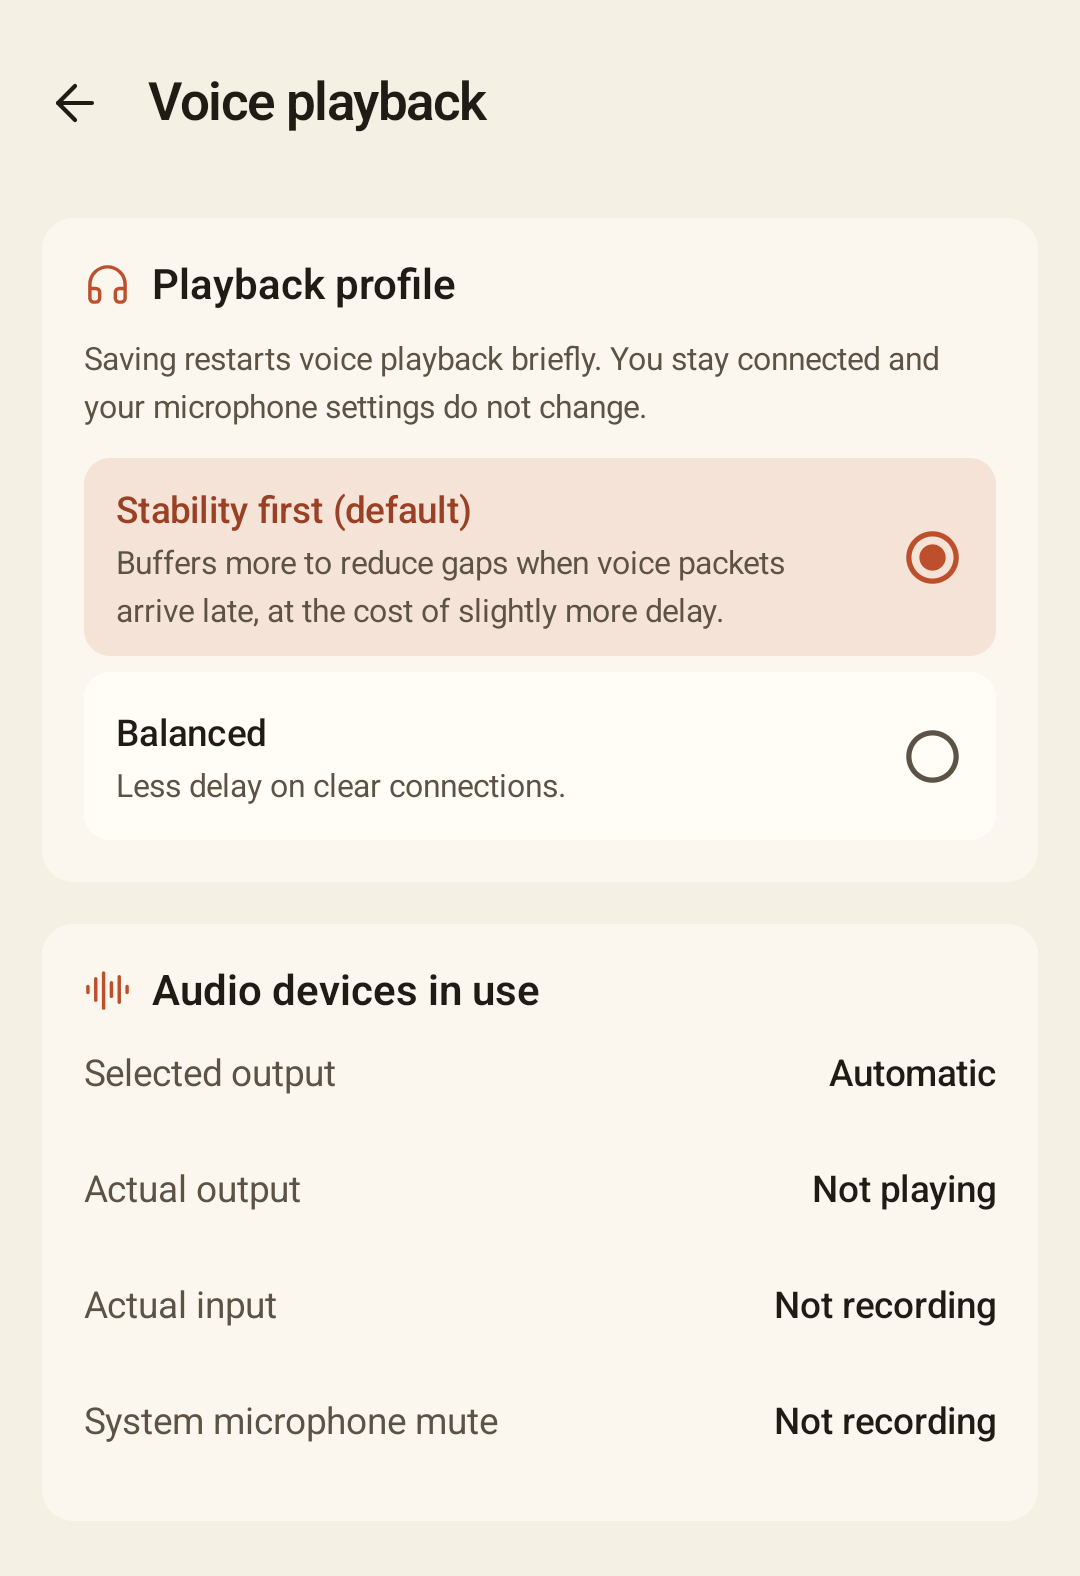 Voice playback
Playback profile
Saving restarts voice playback briefly. You stay connected and
your microphone settings do not change.
Stability first (default)
Buffers more to reduce gaps when voice packets
arrive late, at the cost of slightly more delay.
Balanced
Less delay on clear connections.
Audio devices in use
Selected output Automatic
Actual output Not playing
Actual input Not recording
System microphone mute Not recording